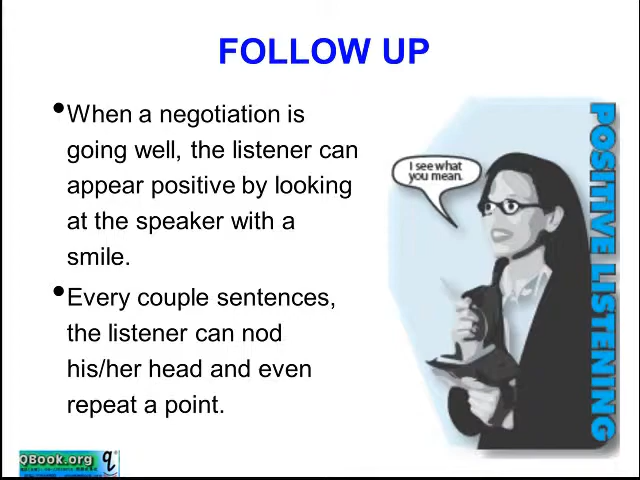 FOLLOW UP
•When a negotiation is
going well, the listener can
appear positive by looking
at the speaker with a
smile.
•Every couple sentences,
the listener can nod
his/her head and even
repeat a point.
I see what
you mean.
POSITIVE LISTENING
QBook.org
q